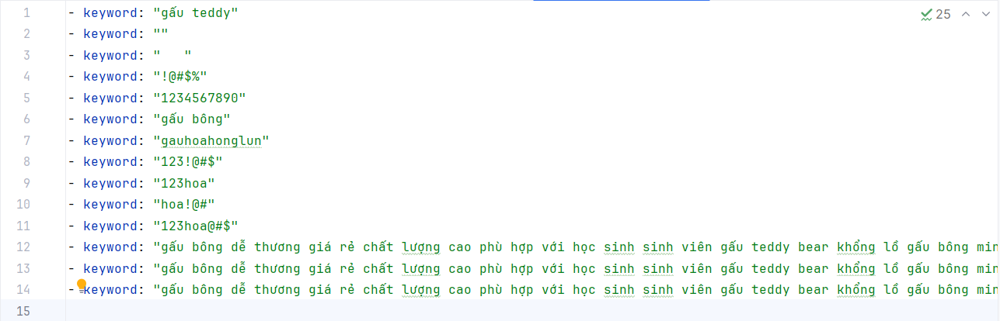 25
1 - keyword: "gấu teddy"
2 - keyword: ""
3 - keyword: "   "
4 - keyword: "!@#$%"
5 - keyword: "1234567890"
6 - keyword: "gấu bông"
7 - keyword: "gauhoahonglun"
8 - keyword: "123!@#$"
9 - keyword: "123hoa"
10 - keyword: "hoa!@#"
11 - keyword: "123hoa@#$"
12 - keyword: "gấu bông dễ thương giá rẻ chất lượng cao phù hợp với học sinh sinh viên gấu teddy bear khổng lồ gấu bông min
13 - keyword: "gấu bông dễ thương giá rẻ chất lượng cao phù hợp với học sinh sinh viên gấu teddy bear khổng lồ gấu bông min
14 - keyword: "gấu bông dễ thương giá rẻ chất lượng cao phù hợp với học sinh sinh viên gấu teddy bear khổng lồ gấu bông min
15